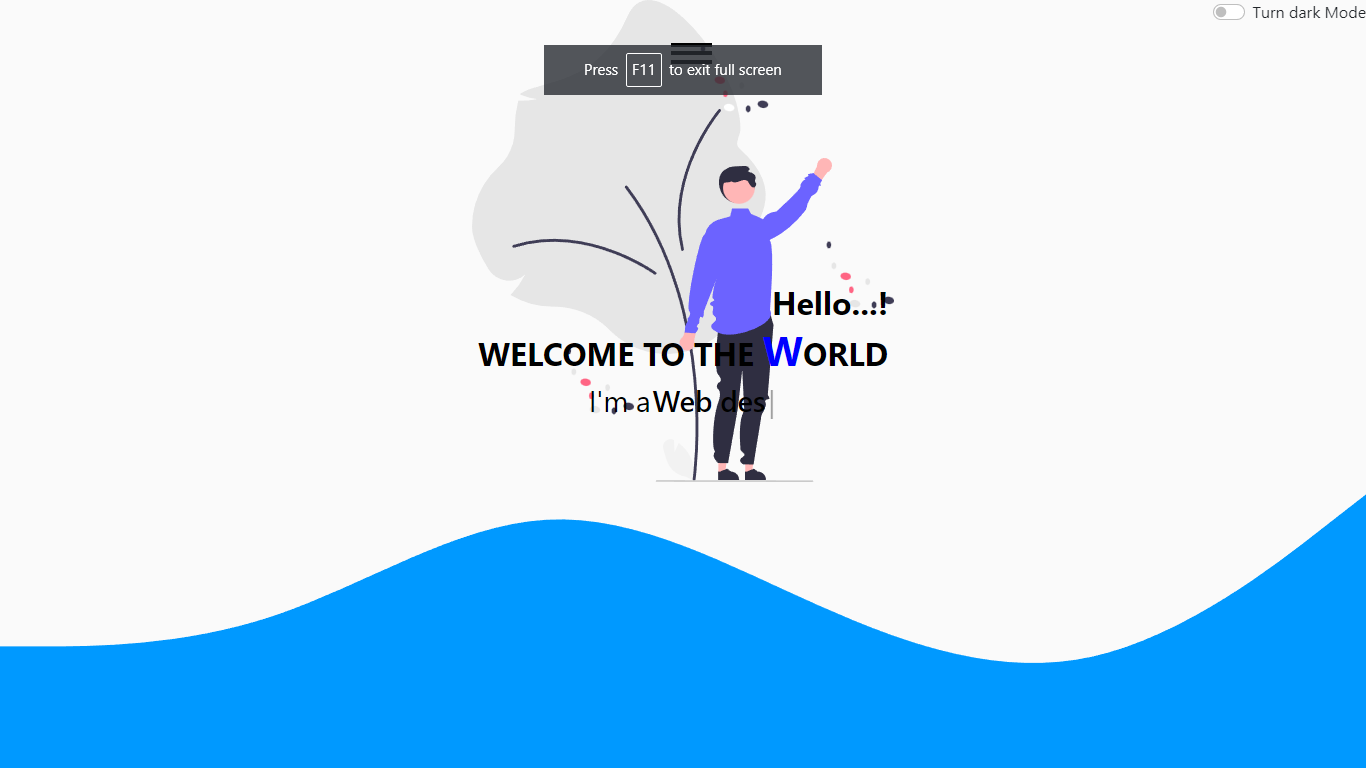 Turn dark Mode
Press F11 to exit full screen
Hello...!
WELCOME TO THE WORLD
I'm a Web des